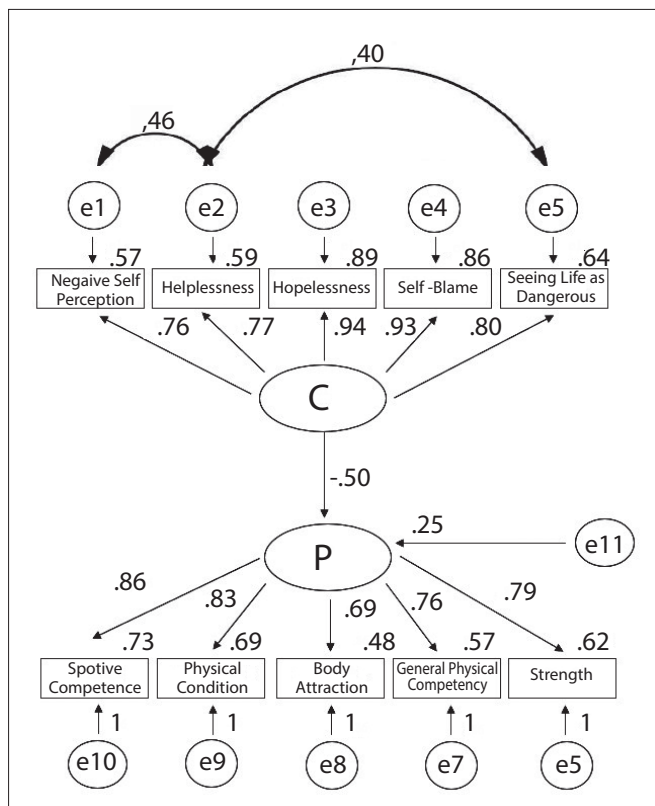 ,40
,46
e1 e2 e3 e4 e5
.57 .59 .89 .86 .64
Negaive Self
Perception
Helplessness
Hopelessness
Self -Blame
Seeing Life as
Dangerous
.76 .77 .94 .93 .80
C
-.50
.25
P
e11
.86 .83 .69 .76 .79
.73 .69 .48 .57 .62
Spotive
Competence
Physical
Condition
Body
Attraction
General Physical
Competency
Strength
1 1 1 1 1
e10 e9 e8 e7 e5